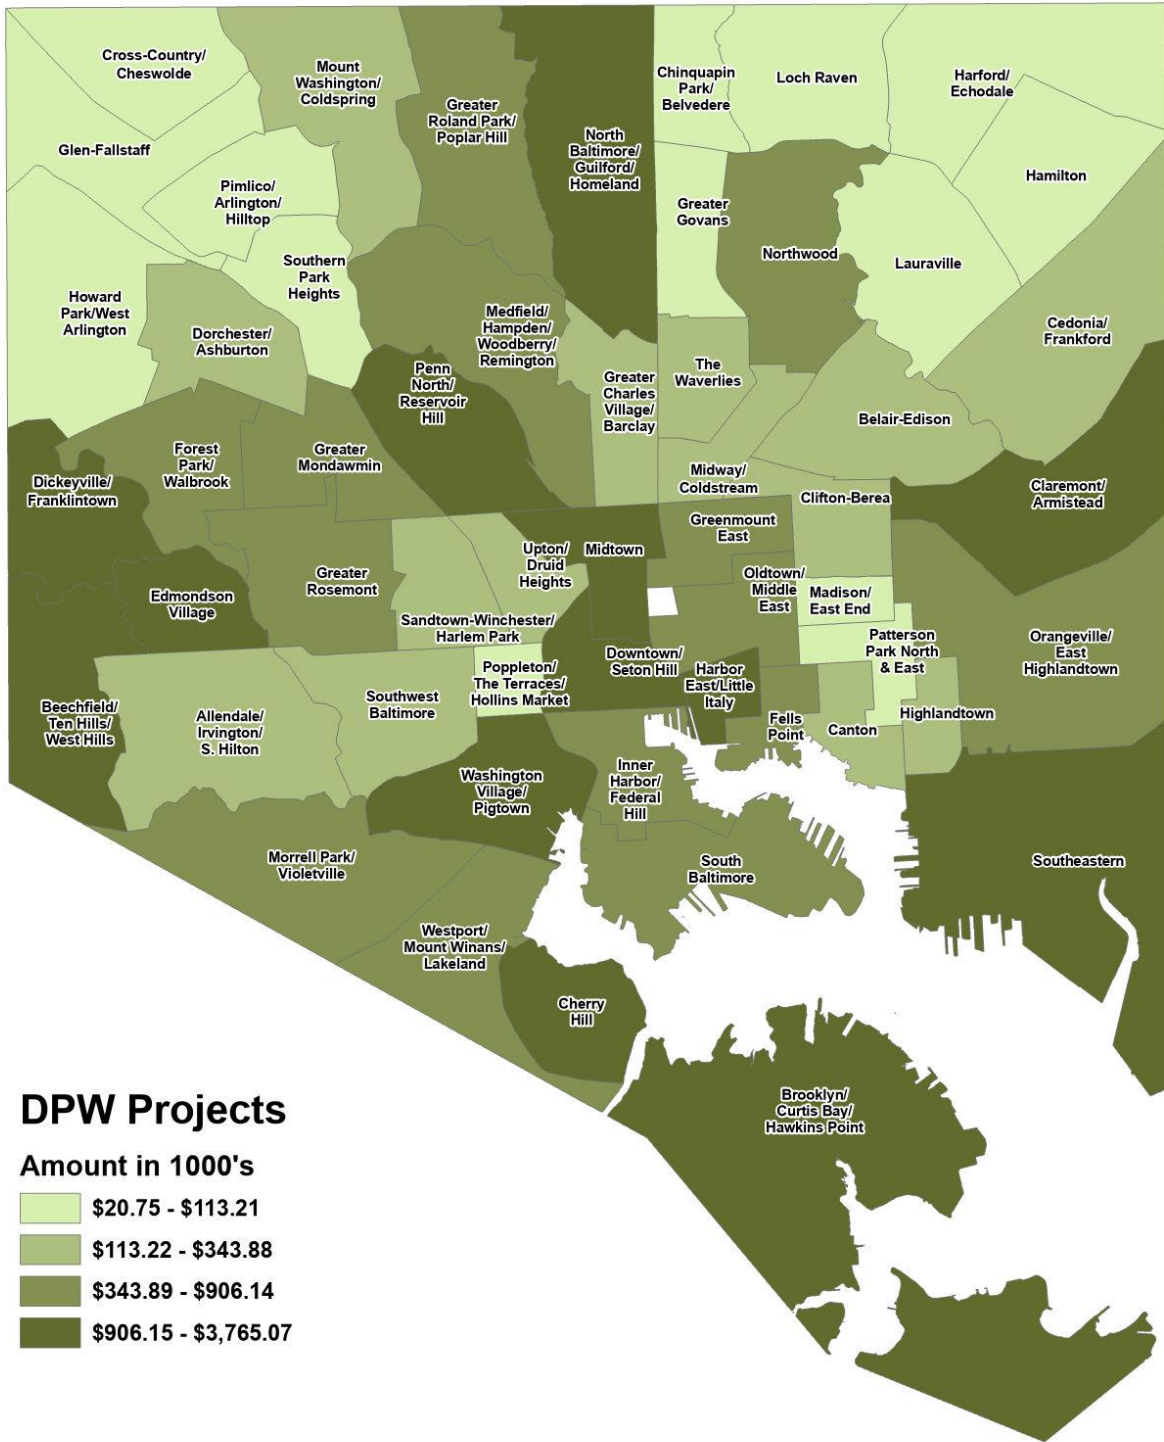 Cross-Country/
Cheswolde
Mount
Washington/
Coldspring
Greater
Roland Park/
Poplar Hill
North
Baltimore/
Guilford/
Homeland
Chinquapin
Park/
Belvedere
Loch Raven
Harford/
Echodale
Glen-Fallstaff
Pimlico/
Arlington/
Hilltop
Greater
Govans
Hamilton
Southern
Park
Heights
Northwood
Lauraville
Howard
Park/West
Arlington
Dorchester/
Ashburton
Medfield/
Hampden/
Woodberry/
Remington
Cedonia/
Frankford
Penn
North/
Reservoir
Hill
Greater
Charles
Village/
Barclay
The
Waverlies
Belair-Edison
Forest
Park/
Walbrook
Greater
Mondawmin
Dickeyville/
Franklintown
Midway/
Coldstream
Clifton-Berea
Claremont/
Armistead
Greenmount
East
Upton/
Druid
Heights
Midtown
Greater
Rosemont
Oldtown/
Middle
East
Madison/
East End
Edmondson
Village
Sandtown-Winchester/
Harlem Park
Patterson
Park North
& East
Orangeville/
East
Highlandtown
Downtown/
Seton Hill
Harbor
East/Little
Italy
Poppleton/
The Terraces/
Hollins Market
Beechfield/
Ten Hills/
West Hills
Allendale/
Irvington/
S. Hilton
Southwest
Baltimore
Fells
Point
Canton
Highlandtown
Washington
Village/
Pigtown
Inner
Harbor/
Federal
Hill
Morrell Park/
Violetville
South
Baltimore
Southeastern
Westport/
Mount Winans/
Lakeland
Cherry
Hill
Brooklyn/
Curtis Bay/
Hawkins Point
DPW Projects
Amount in 1000's
$20.75 - $113.21
$113.22 - $343.88
$343.89 - $906.14
$906.15 - $3,765.07